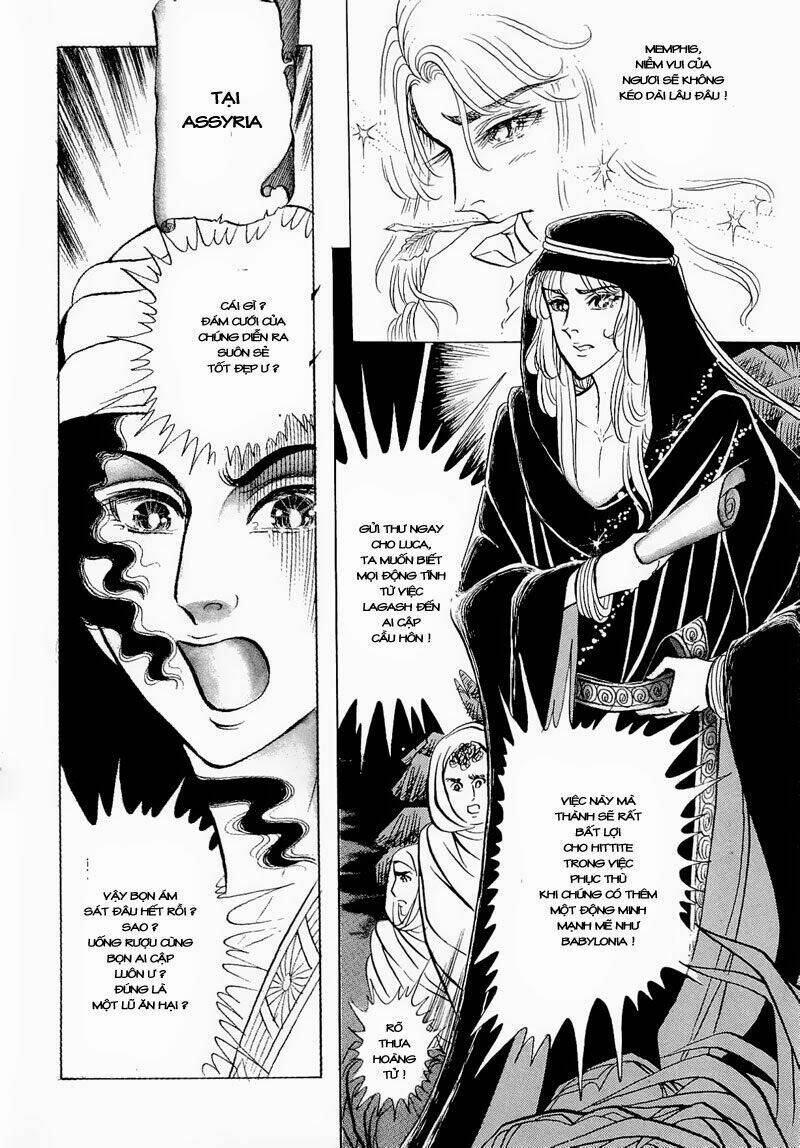 MEMPHIS,
NIỀM VUI CỦA
NGƯƠI SẼ KHÔNG
KÉO DÀI LÂU ĐÂU !
GỬI THƯ NGAY
CHO LUCA,
TA MUỐN BIẾT
MỌI ĐỘNG TĨNH
TỪ VIỆC
LAGASH ĐẾN
AI CẬP
CẦU HÔN !
VIỆC NÀY MÀ
THÀNH SẼ RẤT
BẤT LỢI
CHO HITTITE
TRONG VIỆC
PHỤC THÙ
KHI CHÚNG CÓ THÊM
MỘT ĐỘNG MINH
MẠNH MẼ NHƯ
BABYLONIA !
RÕ
THƯA
HOÀNG
TỬ !
TẠI
ASSYRIA
CÁI GÌ ?
ĐÁM CƯỚI CỦA
CHÚNG DIỄN RA
SUÔN SẺ
TỐT ĐẸP Ư ?
VẬY BỌN ÁM
SÁT ĐÂU HẾT RỒI ?
SAO ?
UỐNG RƯỢU CÙNG
BỌN AI CẬP
LUÔN Ư ?
ĐÚNG LÀ
MỘT LŨ ĂN HẠI ?